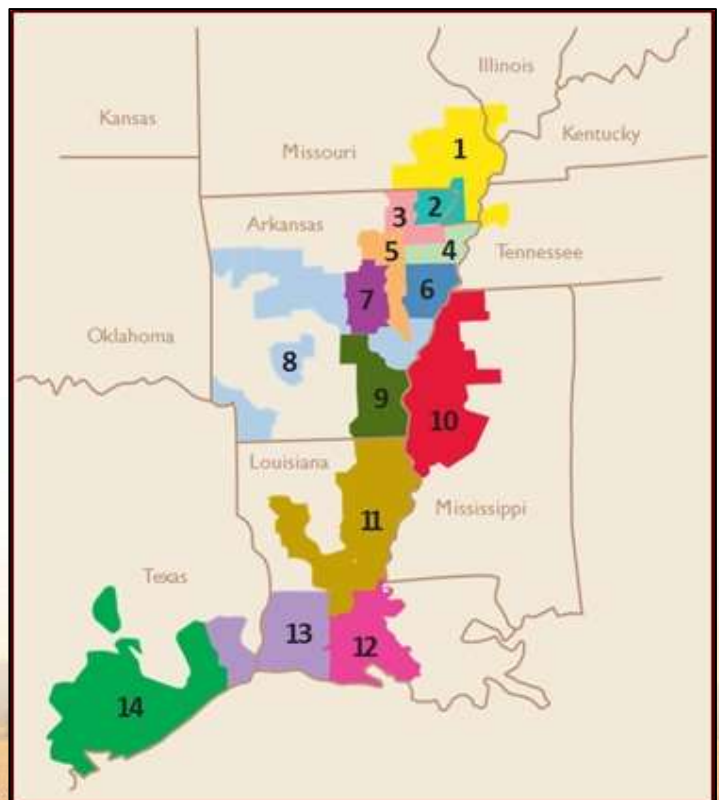 Illinois
Kansas
Kentucky
Missouri
1
2
3
Arkansas
4
5
Tennessee
6
7
Oklahoma
8
9
10
Louisiana
Mississippi
11
Texas
13
12
14